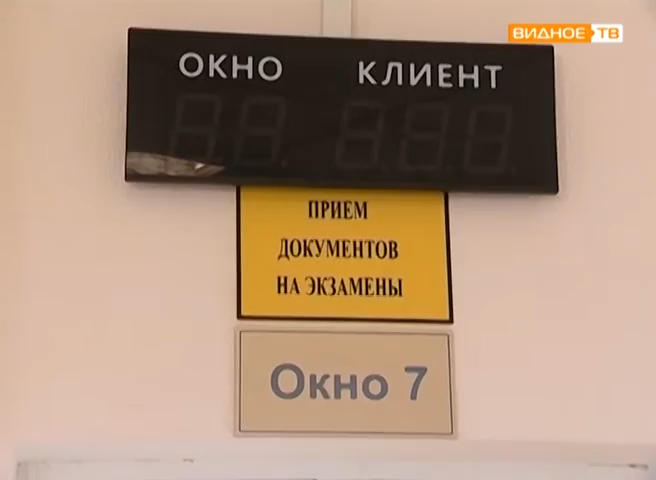 ВИДНОЕ ТВ
ОКНО КЛИЕНТ
ПРИЕМ
ДОКУМЕНТОВ
НА ЭКЗАМЕНЫ
Окно 7